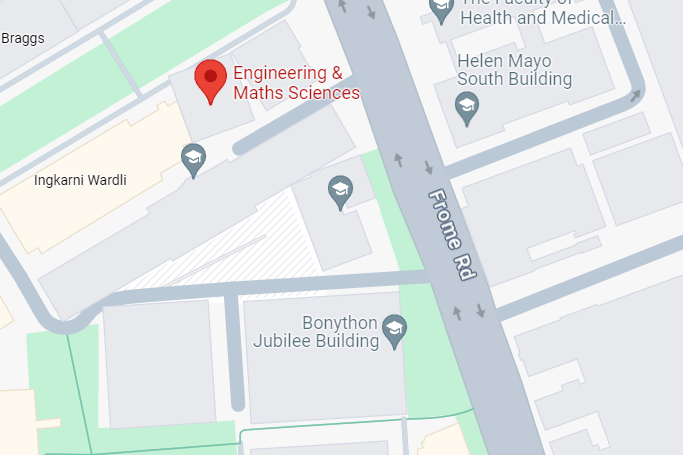 The Faculty of
Health and Medical...
Braggs
Helen Mayo
South Building
Engineering &
Maths Sciences
Ingkarni Wardli
Frome Rd
Bonython
Jubilee Building